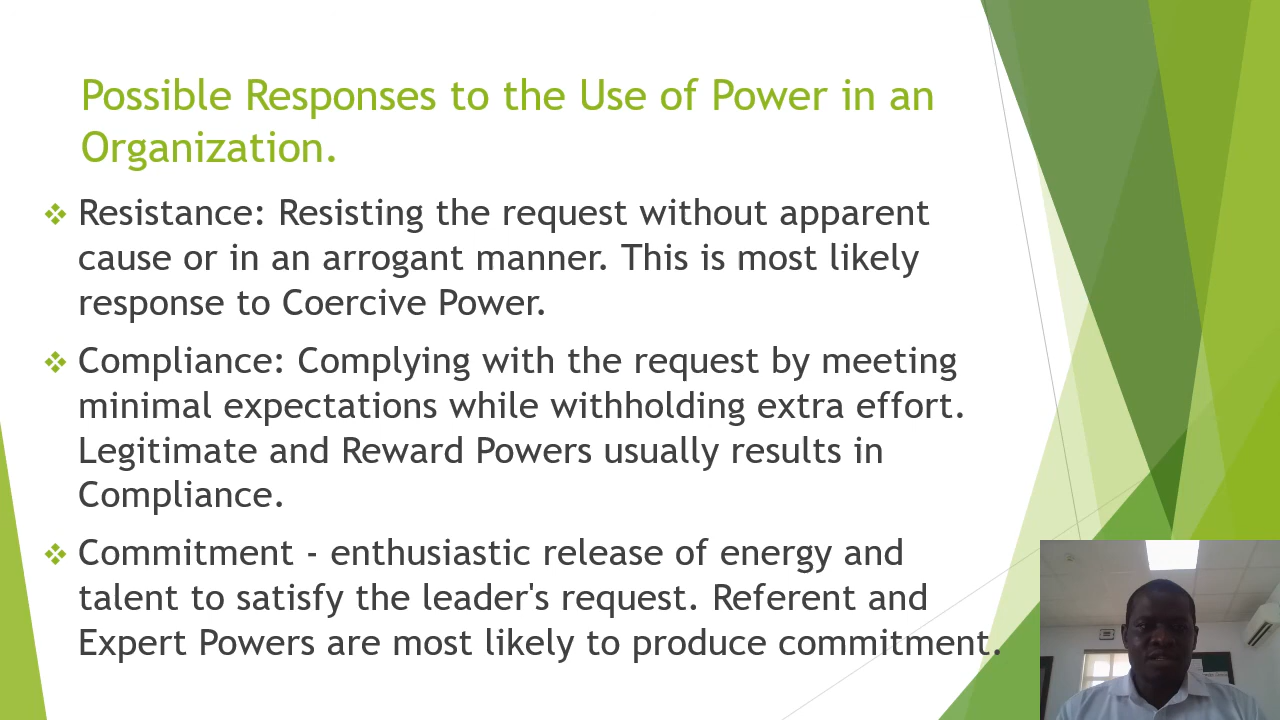 Possible Responses to the Use of Power in an
Organization.
Resistance: Resisting the request without apparent
cause or in an arrogant manner. This is most likely
response to Coercive Power.
Compliance: Complying with the request by meeting
minimal expectations while withholding extra effort.
Legitimate and Reward Powers usually results in
Compliance.
Commitment - enthusiastic release of energy and
talent to satisfy the leader's request. Referent and
Expert Powers are most likely to produce commitment.